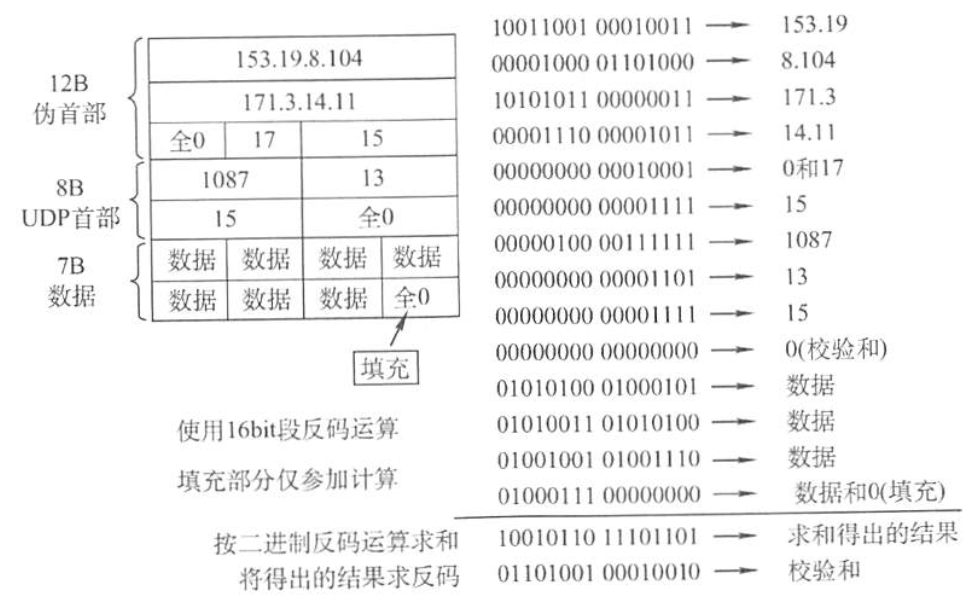 12B
伪首部
153.19.8.104
171.3.14.11
全0 17 15
8B
UDP首部
1087 13
15 全0
7B
数据
数据 数据 数据 数据
数据 数据 数据 全0
填充
使用16bit段反码运算
填充部分仅参加计算
10011001 00010011 → 153.19
00001000 01101000 → 8.104
10101011 00000011 → 171.3
00001110 00001011 → 14.11
00000000 00010001 → 0和17
00000000 00001111 → 15
00000100 00111111 → 1087
00000000 00001101 → 13
00000000 00001111 → 15
00000000 00000000 → 0(校验和)
01010100 01000101 → 数据
01010011 01010100 → 数据
01001001 01001110 → 数据
01000111 00000000 → 数据和0(填充)
按二进制反码运算求和 10010110 11101101 → 求和得出的结果
将得出的结果求反码 01101001 00010010 → 校验和